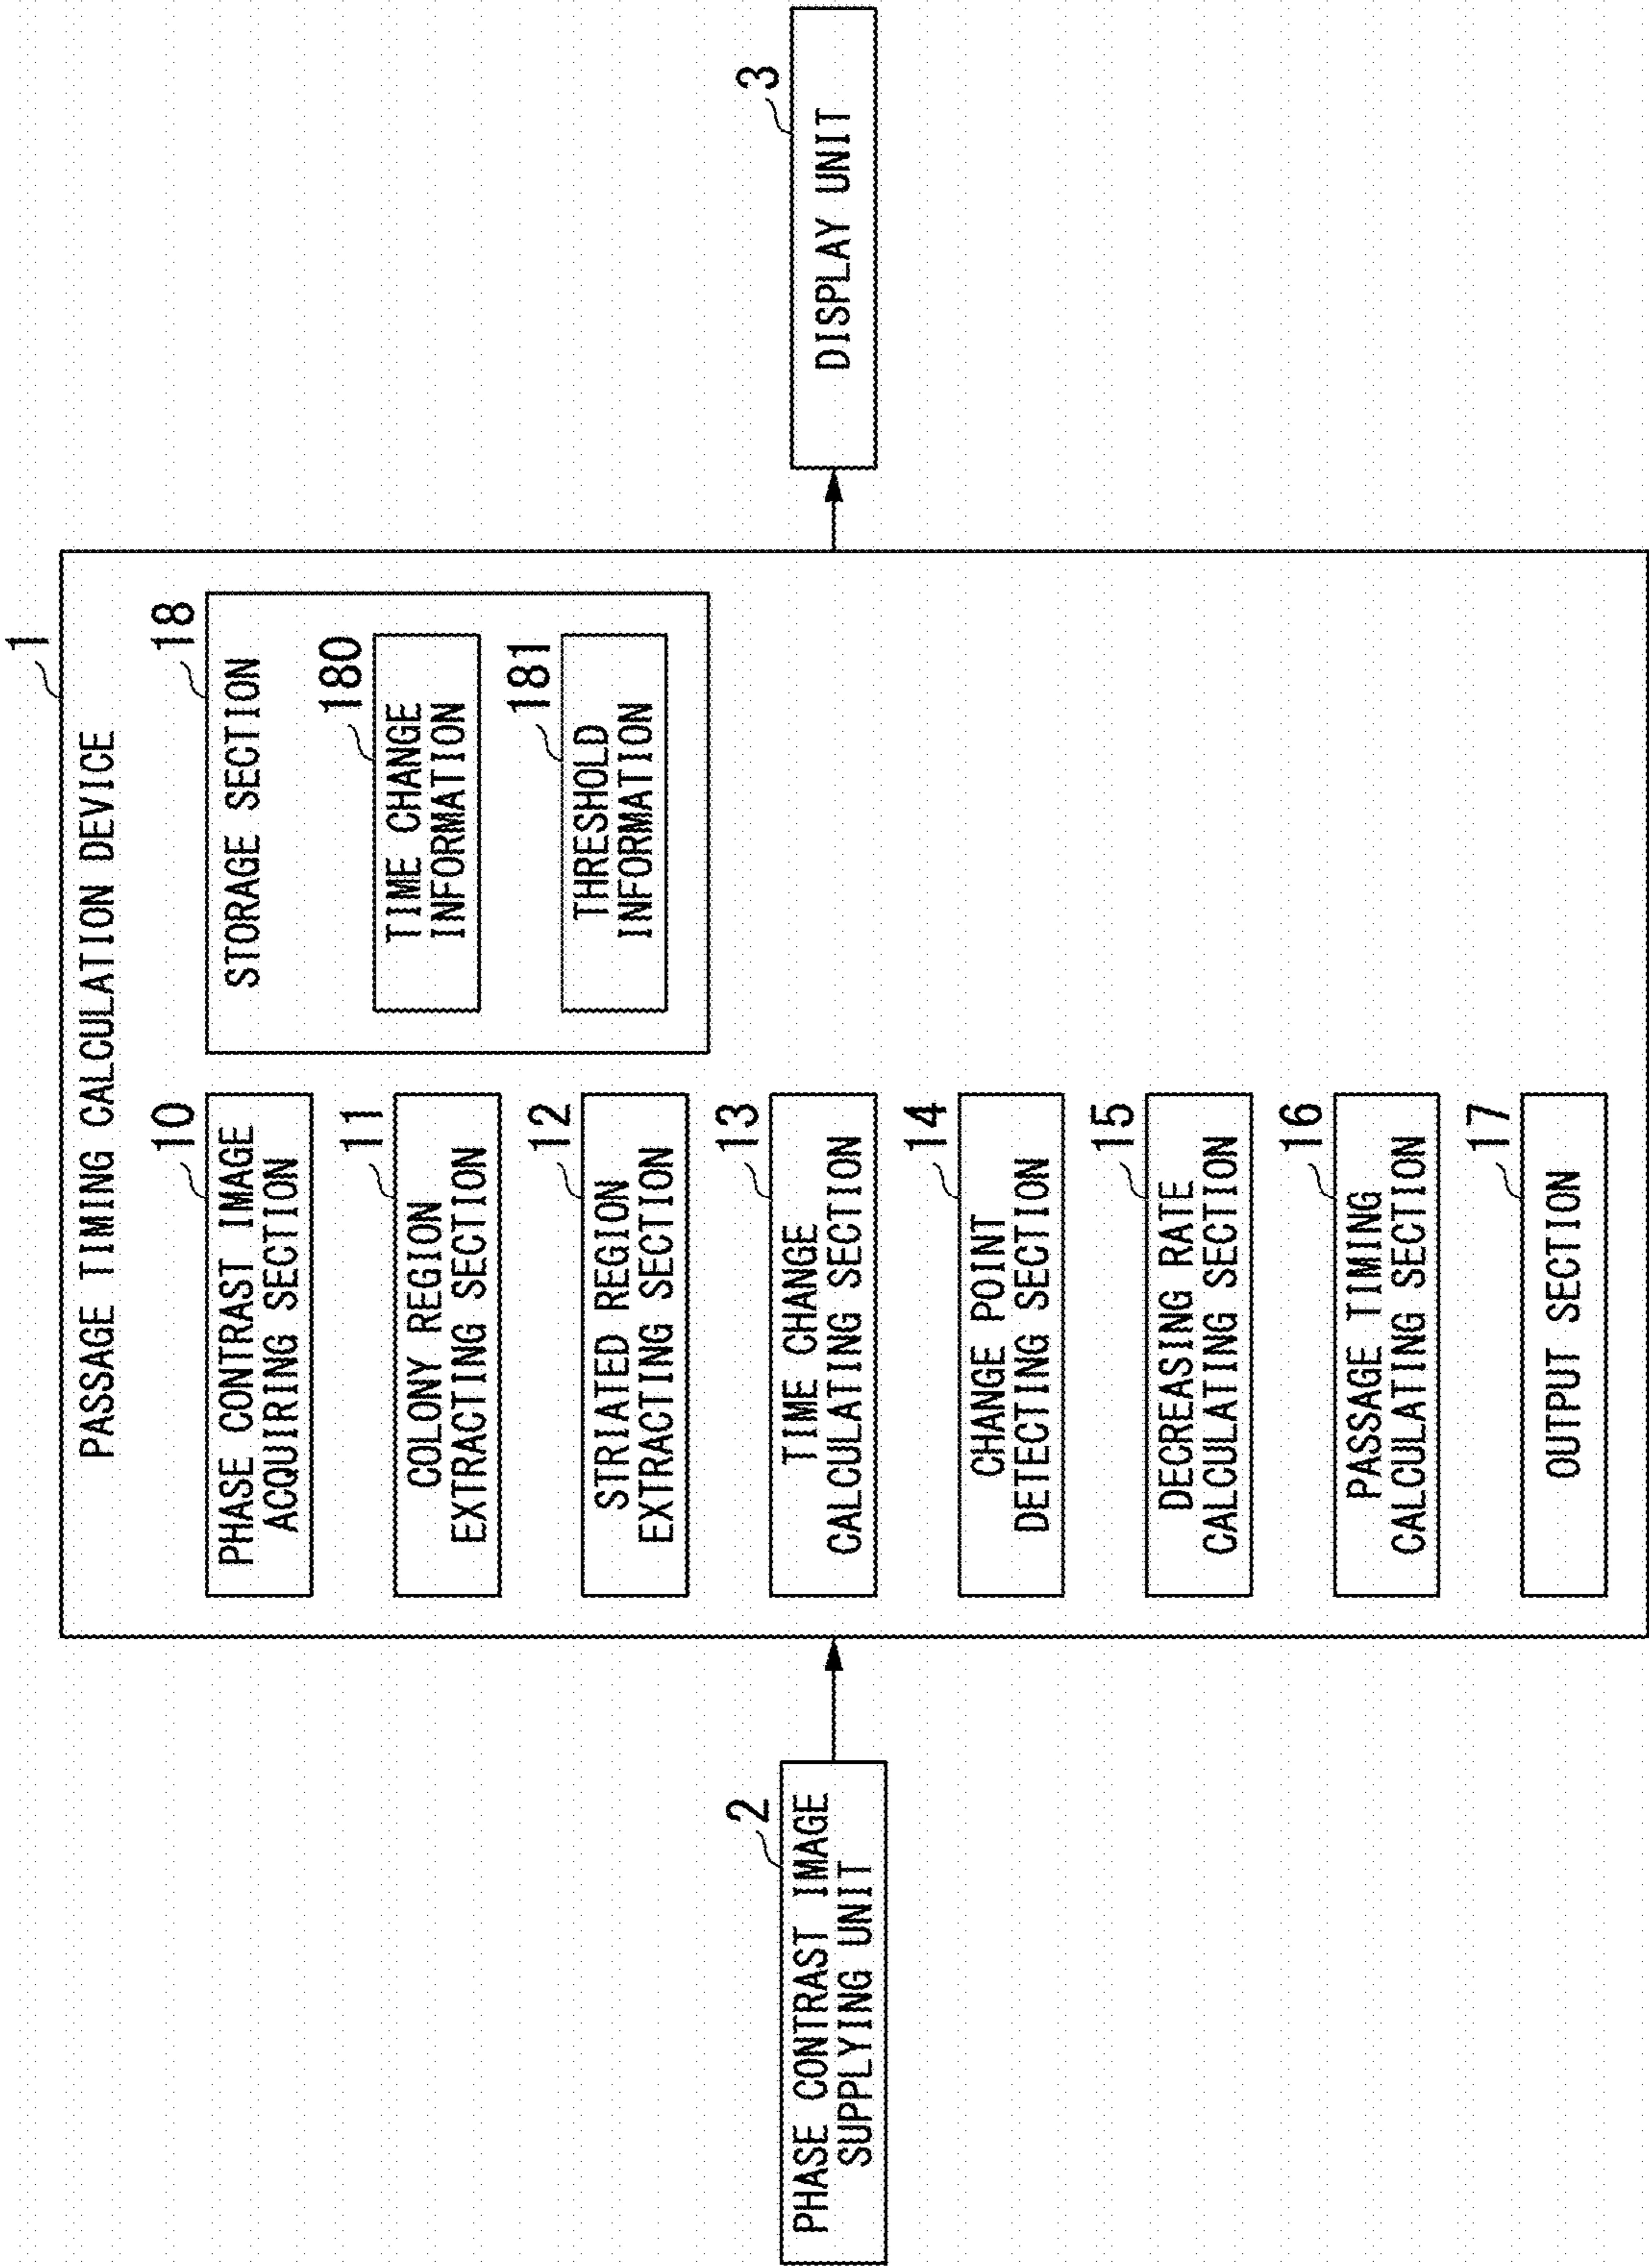 1
PASSAGE TIMING CALCULATION DEVICE
2
PHASE CONTRAST IMAGE
SUPPLYING UNIT
10
PHASE CONTRAST IMAGE
ACQUIRING SECTION
11
COLONY REGION
EXTRACTING SECTION
12
STRIATED REGION
EXTRACTING SECTION
13
TIME CHANGE
CALCULATING SECTION
14
CHANGE POINT
DETECTING SECTION
15
DECREASING RATE
CALCULATING SECTION
16
PASSAGE TIMING
CALCULATING SECTION
17
OUTPUT SECTION
18
STORAGE SECTION
180
TIME CHANGE
INFORMATION
181
THRESHOLD
INFORMATION
3
DISPLAY UNIT